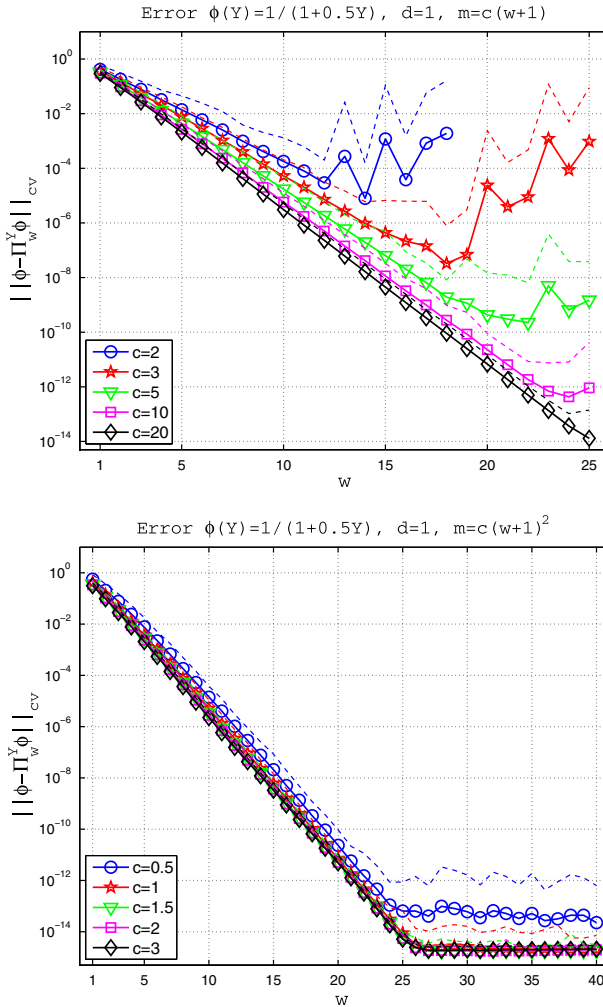 Error ϕ(Y)=1/(1+0.5Y), d=1, m=c(w+1)
10^0
10^-2
10^-4
10^-6
10^-8
10^-10
10^-12
10^-14
||ϕ−Π_w^Y ϕ||_cv
c=2
c=3
c=5
c=10
c=20
1 5 10 15 20 25
w
Error ϕ(Y)=1/(1+0.5Y), d=1, m=c(w+1)^2
10^0
10^-2
10^-4
10^-6
10^-8
10^-10
10^-12
10^-14
||ϕ−Π_w^Y ϕ||_cv
c=0.5
c=1
c=1.5
c=2
c=3
1 5 10 15 20 25 30 35 40
w